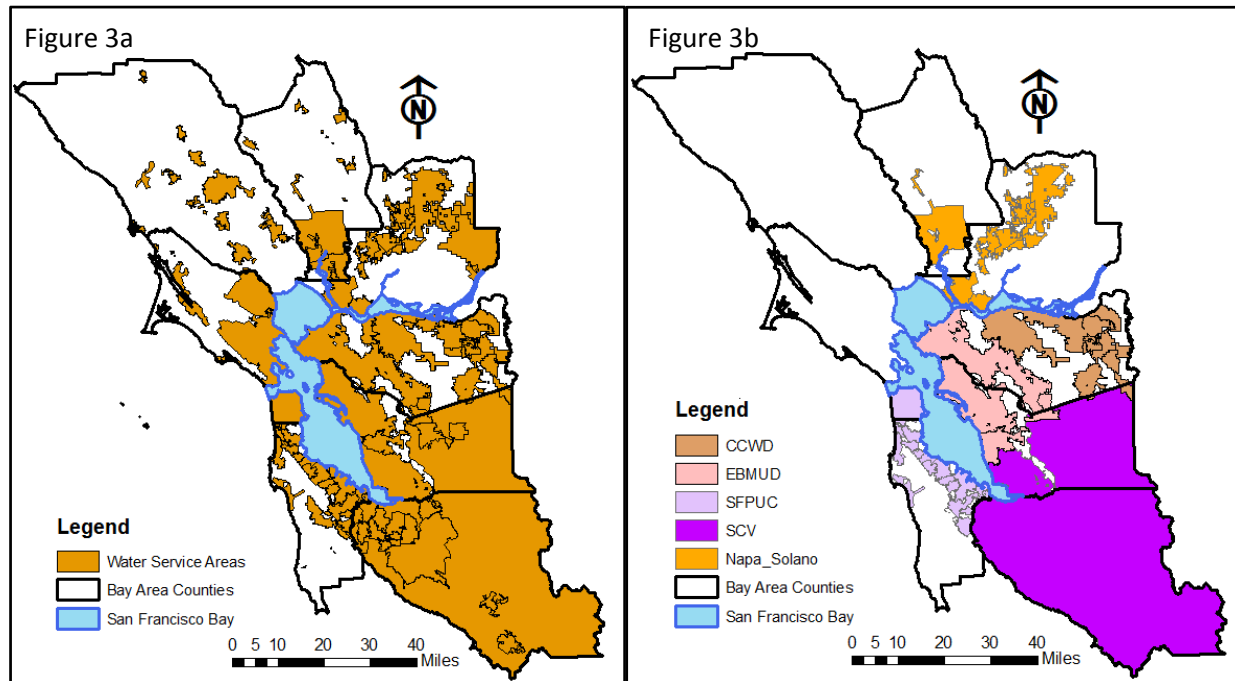 Figure 3a
N
Legend
Water Service Areas
Bay Area Counties
San Francisco Bay
0 5 10 20 30 40
Miles
Figure 3b
N
Legend
CCWD
EBMUD
SFPUC
SCV
Napa_Solano
Bay Area Counties
San Francisco Bay
0 5 10 20 30 40
Miles